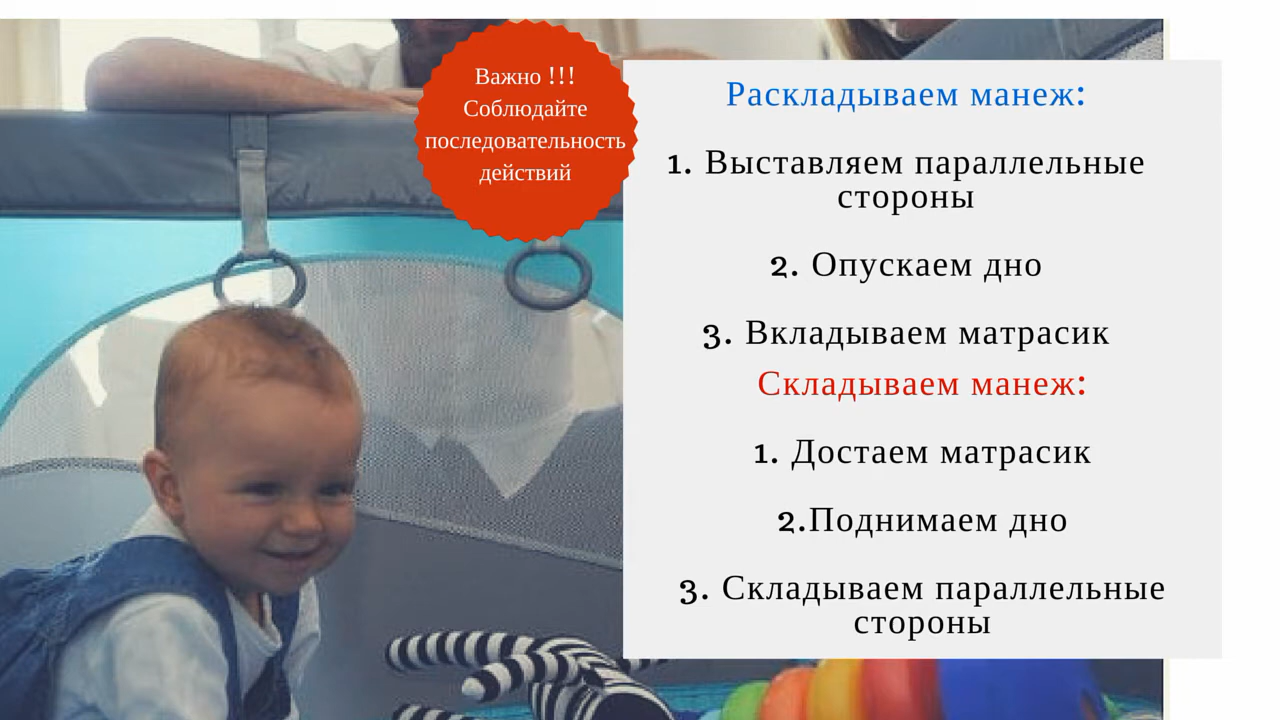 Важно !!!
Соблюдайте
последовательность
действий
Раскладываем манеж:
1. Выставляем параллельные
стороны
2. Опускаем дно
3. Вкладываем матрасик
Складываем манеж:
1. Достаем матрасик
2.Поднимаем дно
3. Складываем параллельные
стороны